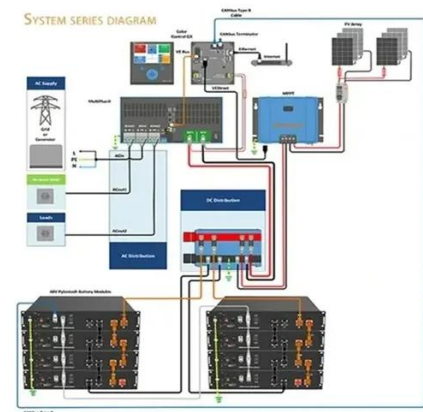 SYSTEM SERIES DIAGRAM
Color
Control GX
CANbus Type B
Cable
CANbus Terminator
Ethernet
VE Bus
VE.Direct
PV Array
AC Supply
Grid
or
Generator
MultiPlus-II
MPPT
L
PE
N
ACin
ACout1
ACout2
Loads
AC Distribution
DC Distribution
Pylontech Battery Modules